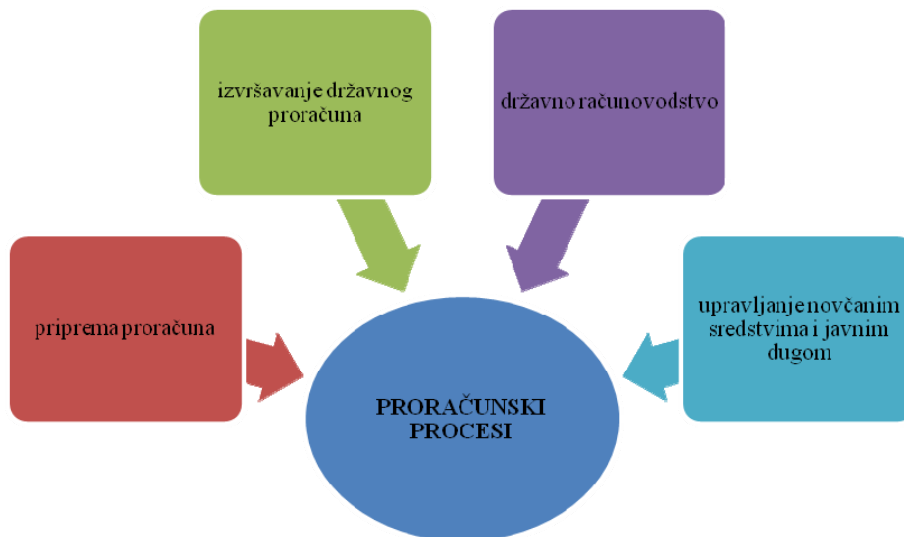 priprema proračuna
izvršavanje državnog
proračuna
državno računovodstvo
upravljanje novčanim
sredstvima i javnim
dugom
PRORAČUNSKI
PROCESI